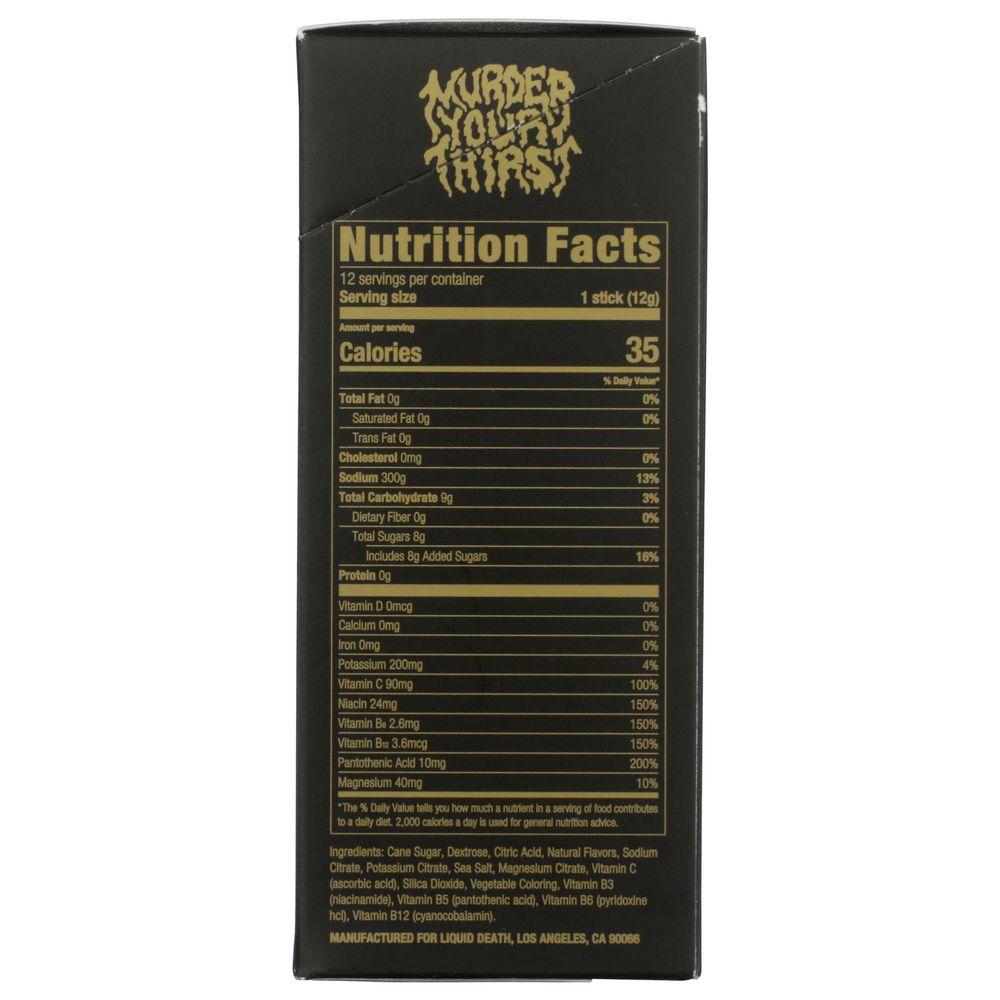 MURDER
YOUR
THIRST
Nutrition Facts
12 servings per container
Serving size 1 stick (12g)
Amount per serving
Calories 35
% Daily Value*
Total Fat 0g 0%
Saturated Fat 0g 0%
Trans Fat 0g
Cholesterol 0mg 0%
Sodium 300g 13%
Total Carbohydrate 9g 3%
Dietary Fiber 0g 0%
Total Sugars 8g
Includes 8g Added Sugars 16%
Protein 0g
Vitamin D 0mcg 0%
Calcium 0mg 0%
Iron 0mg 0%
Potassium 200mg 4%
Vitamin C 90mg 100%
Niacin 24mg 150%
Vitamin B6 2.6mg 150%
Vitamin B12 3.6mcg 150%
Pantothenic Acid 10mg 200%
Magnesium 40mg 10%
*The % Daily Value tells you how much a nutrient in a serving of food contributes
to a daily diet. 2,000 calories a day is used for general nutrition advice.
Ingredients: Cane Sugar, Dextrose, Citric Acid, Natural Flavors, Sodium
Citrate, Potassium Citrate, Sea Salt, Magnesium Citrate, Vitamin C
(ascorbic acid), Silica Dioxide, Vegetable Coloring, Vitamin B3
(niacinamide), Vitamin B5 (pantothenic acid), Vitamin B6 (pyridoxine
hcl), Vitamin B12 (cyanocobalamin).
MANUFACTURED FOR LIQUID DEATH, LOS ANGELES, CA 90066